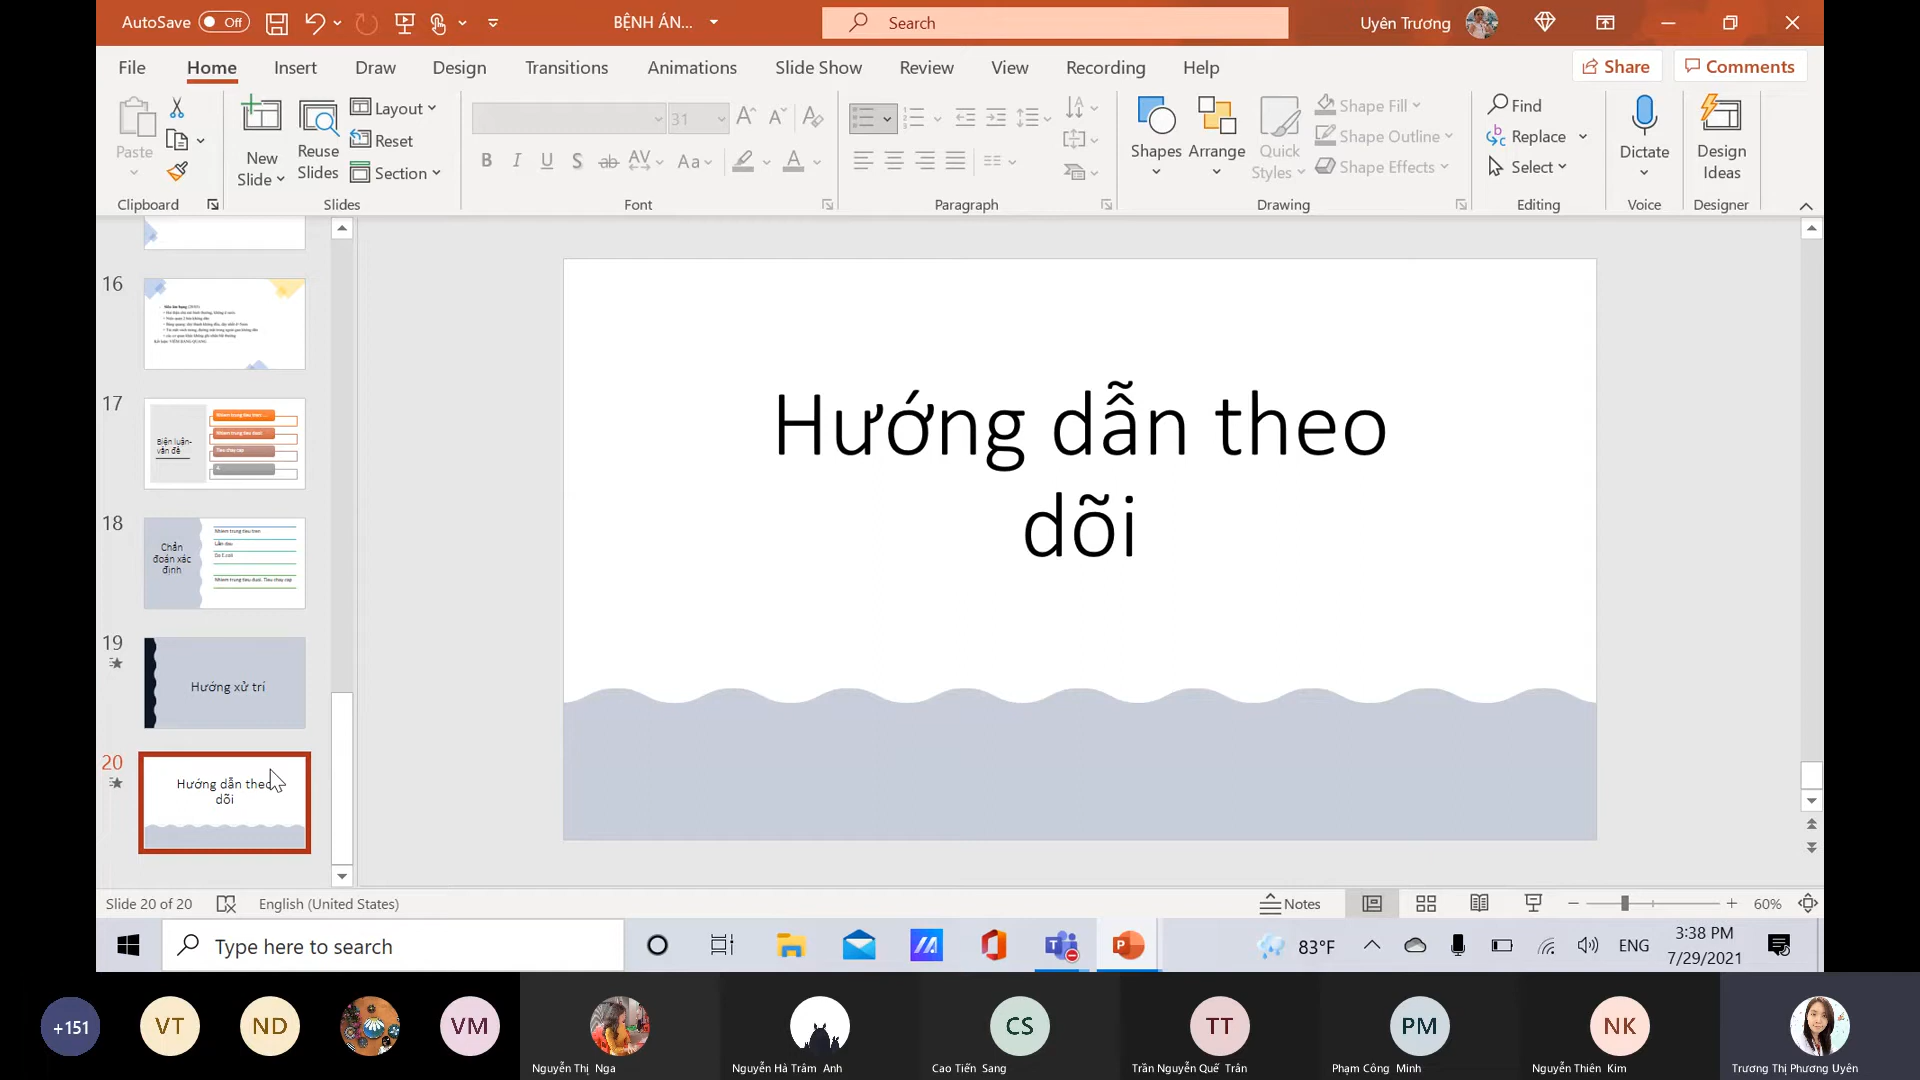 AutoSave Off
BỆNH ÁN...
Search
Uyên Trương
File Home Insert Draw Design Transitions Animations Slide Show Review View Recording Help
Share Comments
Paste
Clipboard
New Slide
Reuse Slides
Layout
Reset
Section
Slides
31
Font
Paragraph
Shapes
Arrange
Quick Styles
Shape Fill
Shape Outline
Shape Effects
Drawing
Find
Replace
Select
Editing
Dictate
Voice
Design Ideas
Designer
16
17
Biện luận-
vấn đề
18
Chẩn
đoán xác
định
19
Hướng xử trí
20
Hướng dẫn theo
dõi
Hướng dẫn theo
dõi
Slide 20 of 20 English (United States)
Notes
60%
Type here to search
83°F
ENG
3:38 PM
7/29/2021
+151 VT ND VM CS TT PM NK
Nguyễn Thị Nga
Nguyễn Hà Trâm Anh
Cao Tiến Sang
Trần Nguyễn Quế Trân
Phạm Công Minh
Nguyễn Thiên Kim
Trương Thị Phương Uyên